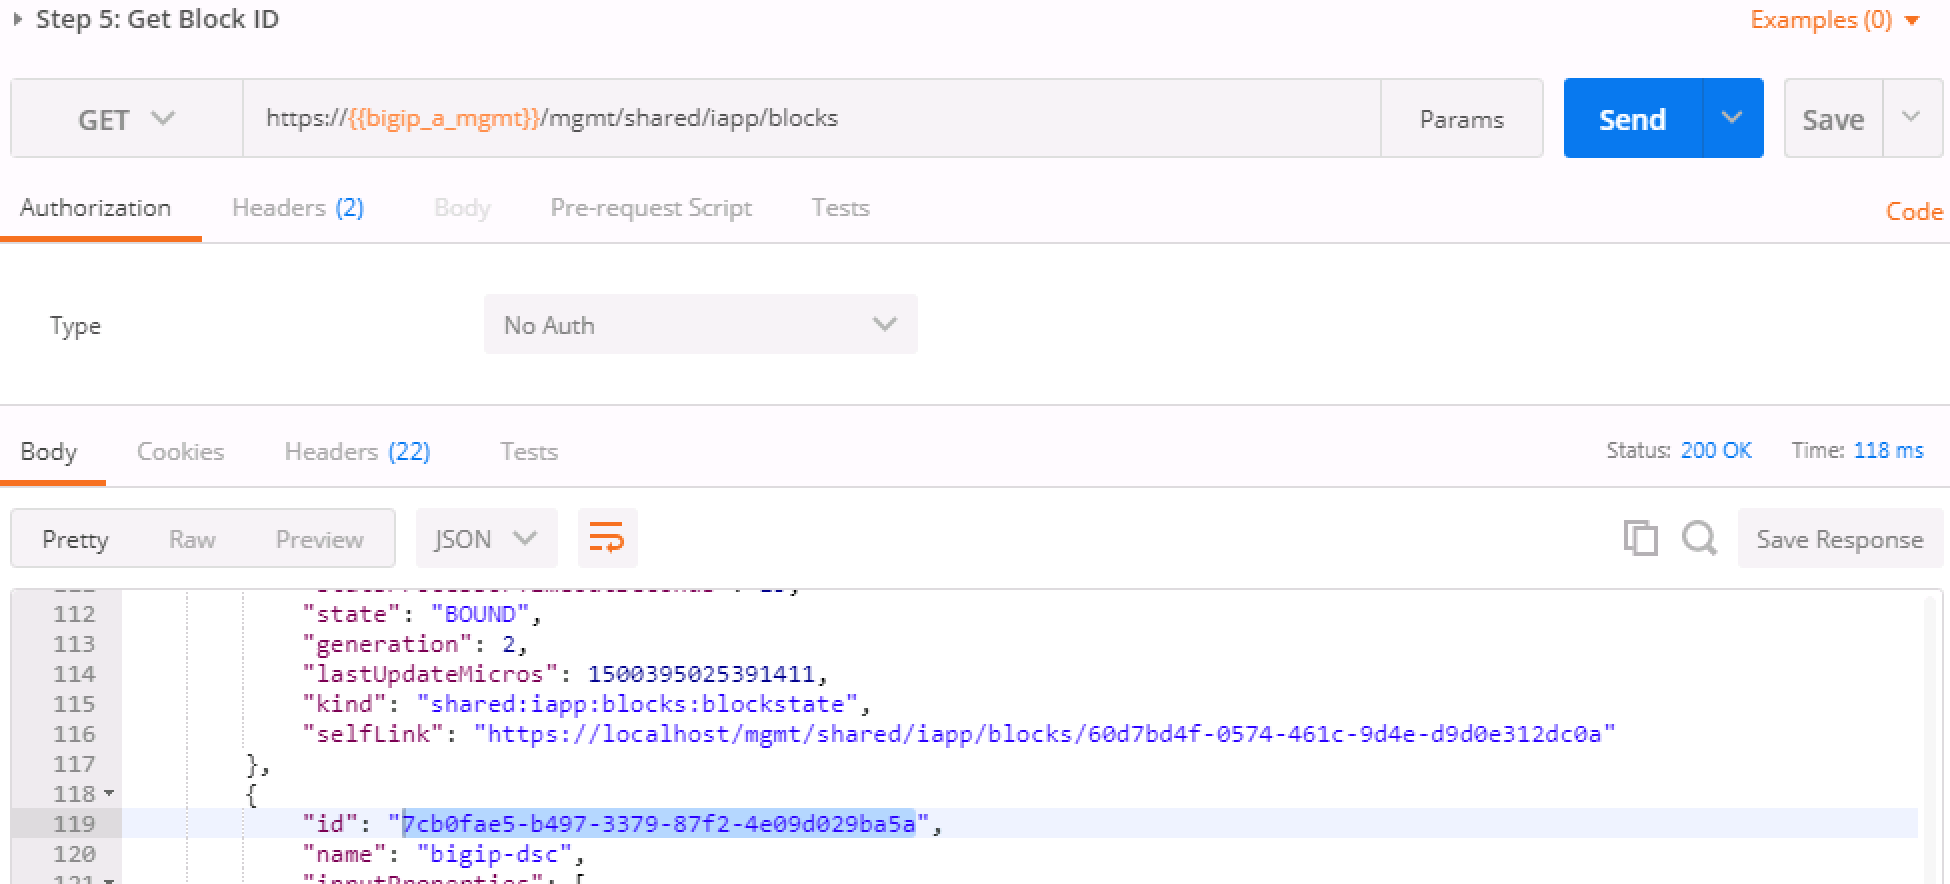 Step 5: Get Block ID
Examples (0)
GET https://{{bigip_a_mgmt}}/mgmt/shared/iapp/blocks Params Send Save
Authorization Headers (2) Body Pre-request Script Tests Code
Type No Auth
Body Cookies Headers (22) Tests Status: 200 OK Time: 118 ms
Pretty Raw Preview JSON Save Response
112 "state": "BOUND",
113 "generation": 2,
114 "lastUpdateMicros": 1500395025391411,
115 "kind": "shared:iapp:blocks:blockstate",
116 "selfLink": "https://localhost/mgmt/shared/iapp/blocks/60d7bd4f-0574-461c-9d4e-d9d0e312dc0a"
117 },
118 {
119 "id": "7cb0fae5-b497-3379-87f2-4e09d029ba5a",
120 "name": "bigip-dsc",
121 "inputProperties": [